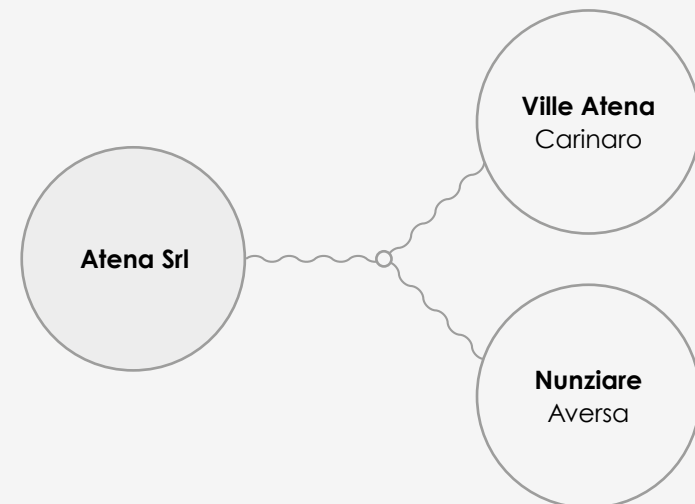 Ville Atena
Carinaro
Atena Srl
Nunziare
Aversa